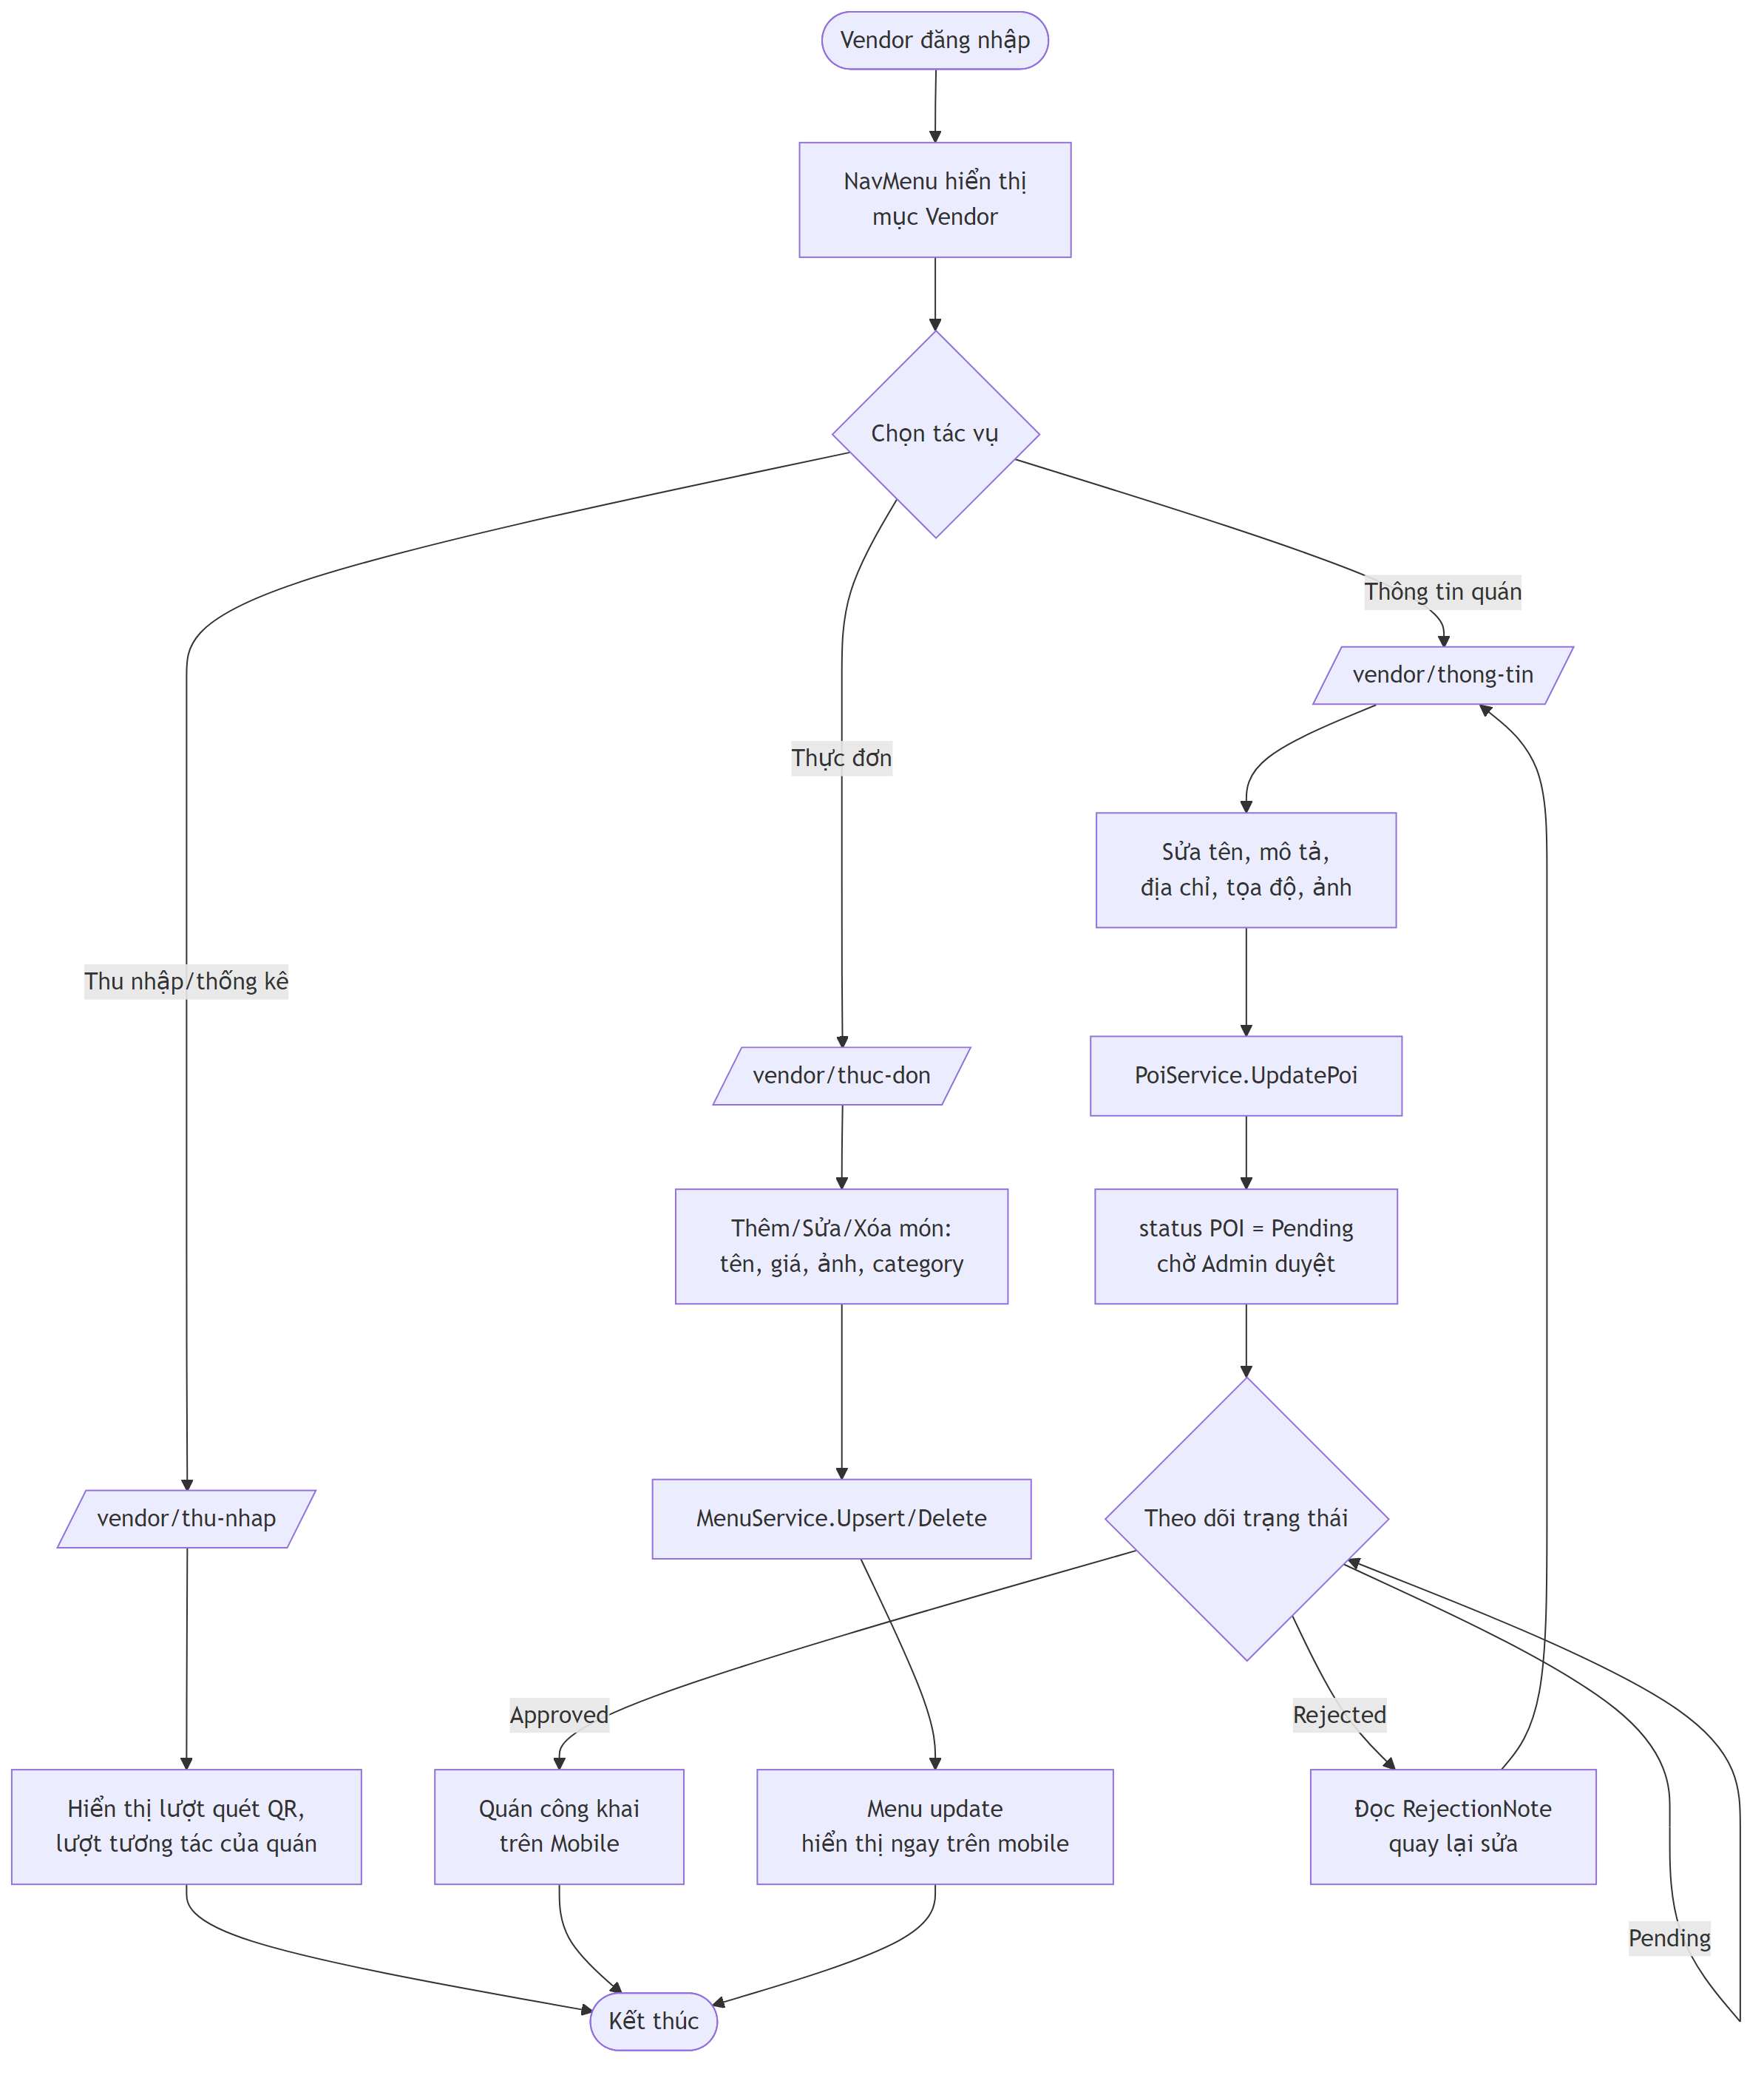 Vendor đăng nhập
NavMenu hiển thị
mục Vendor
Chọn tác vụ
Thông tin quán
vendor/thong-tin
Thực đơn
Sửa tên, mô tả,
địa chỉ, tọa độ, ảnh
Thu nhập/thống kê
vendor/thuc-don
PoiService.UpdatePoi
Thêm/Sửa/Xóa món:
tên, giá, ảnh, category
status POI = Pending
chờ Admin duyệt
vendor/thu-nhap
MenuService.Upsert/Delete
Theo dõi trạng thái
Approved
Rejected
Hiển thị lượt quét QR,
lượt tương tác của quán
Quán công khai
trên Mobile
Menu update
hiển thị ngay trên mobile
Đọc RejectionNote
quay lại sửa
Pending
Kết thúc